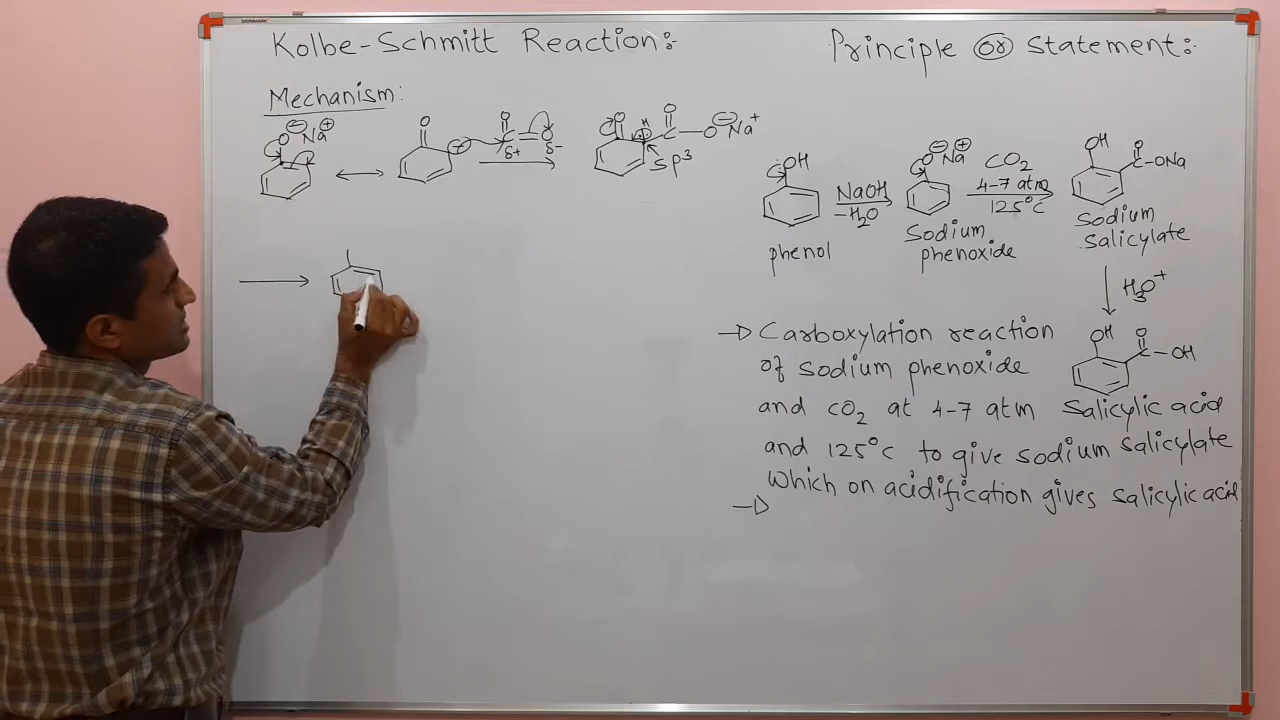 Kolbe-Schmitt Reaction:
Principle or Statement:
Mechanism:
O⊖ Na⊕
O
⊖
O
C = O
δ+ δ-
O
H
O
C - O⊖ Na+
SP3
OH
phenol
NaOH
-H2O
O⊖ Na⊕
Sodium
phenoxide
CO2
4-7 atm
125°C
OH
O
C - ONa
Sodium
Salicylate
H3O+
OH
O
C - OH
Salicylic acid
Carboxylation reaction
of sodium phenoxide
and CO2 at 4-7 atm
and 125°C to give sodium salicylate
Which on acidification gives salicylic acid